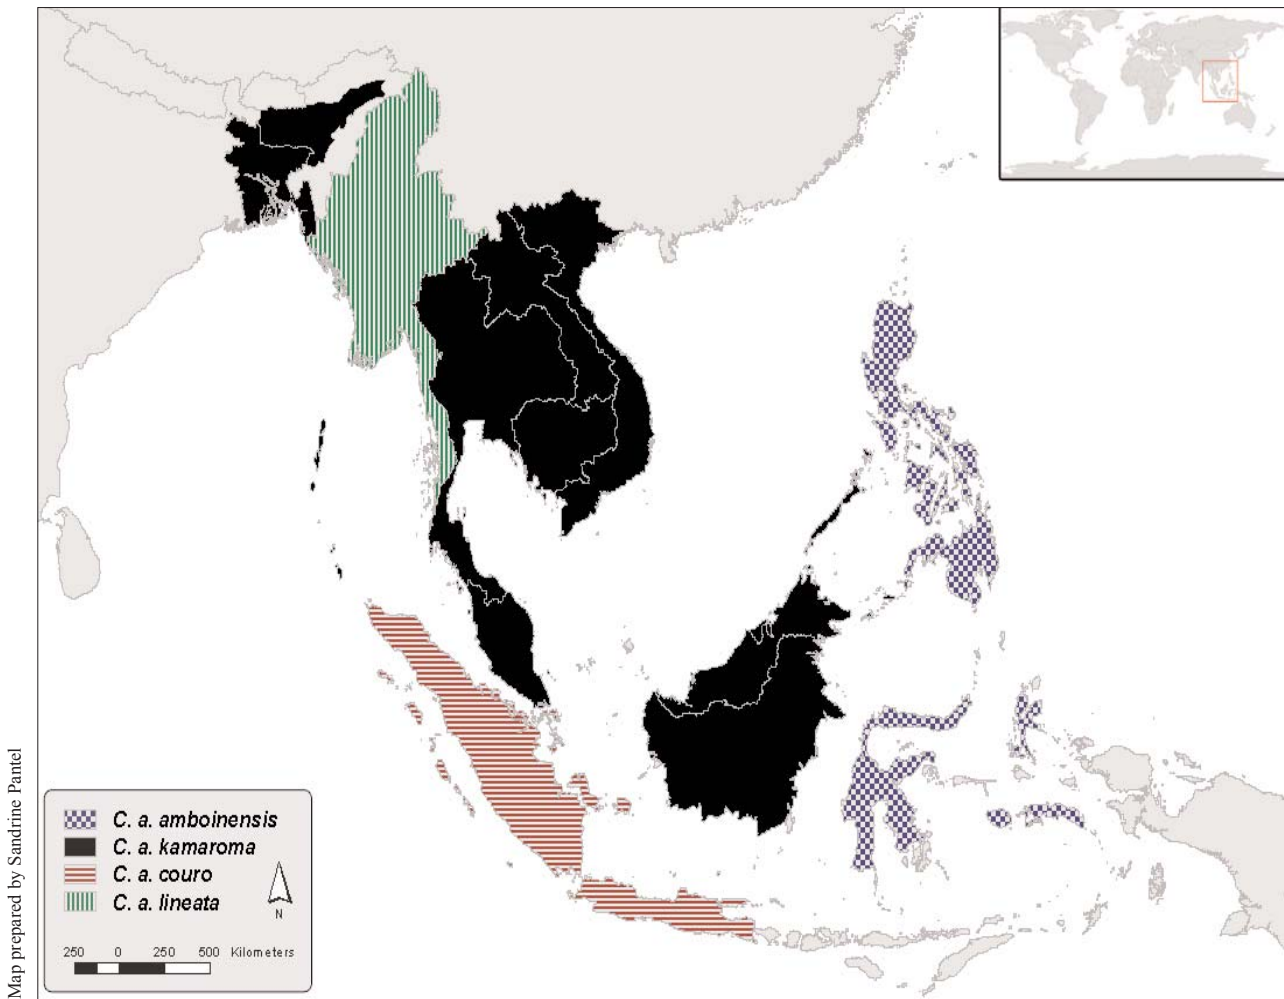 Map prepared by Sandrine Pantel
C. a. amboinensis
C. a. kamaroma
C. a. couro
C. a. lineata
N
250 0 250 500 Kilometers